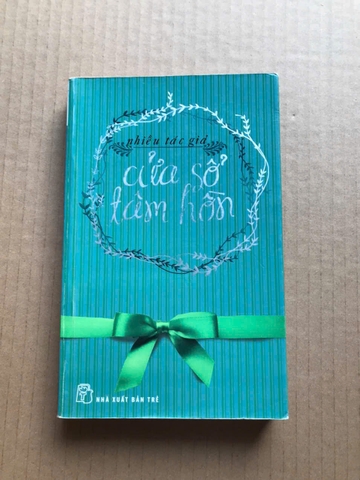 nhiều tác giả
cửa sổ
tâm hồn
NHÀ XUẤT BẢN TRẺ